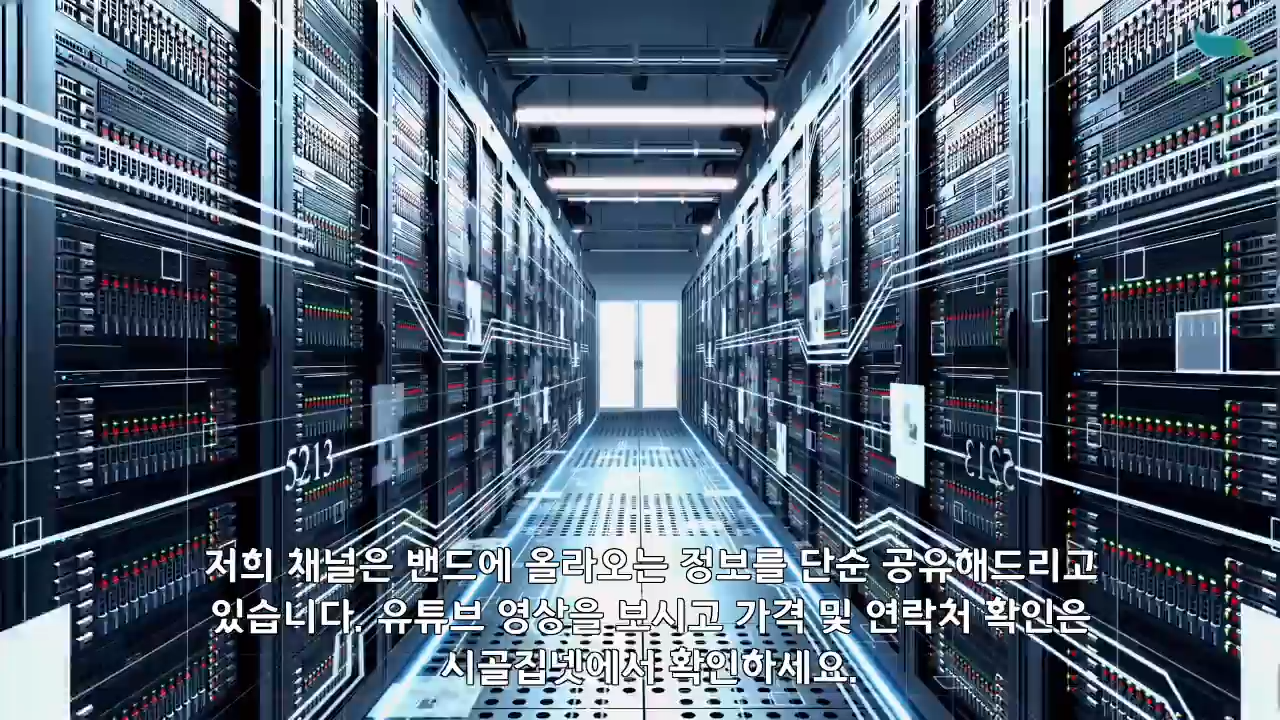 5213
5213
저희 채널은 밴드에 올라오는 정보를 단순 공유해드리고
있습니다. 유튜브 영상을 보시고 가격 및 연락처 확인은
시골집넷에서 확인하세요.